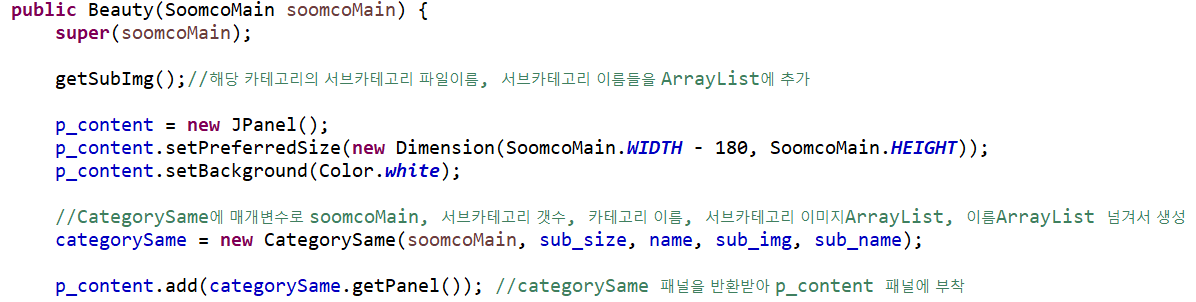 public Beauty(SoomcoMain soomcoMain) {
super(soomcoMain);
getSubImg();//해당 카테고리의 서브카테고리 파일이름, 서브카테고리 이름들을 ArrayList에 추가
p_content = new JPanel();
p_content.setPreferredSize(new Dimension(SoomcoMain.WIDTH - 180, SoomcoMain.HEIGHT));
p_content.setBackground(Color.white);
//CategorySame에 매개변수로 soomcoMain, 서브카테고리 갯수, 카테고리 이름, 서브카테고리 이미지ArrayList, 이름ArrayList 넘겨서 생성
categorySame = new CategorySame(soomcoMain, sub_size, name, sub_img, sub_name);
p_content.add(categorySame.getPanel()); //categorySame 패널을 반환받아 p_content 패널에 부착